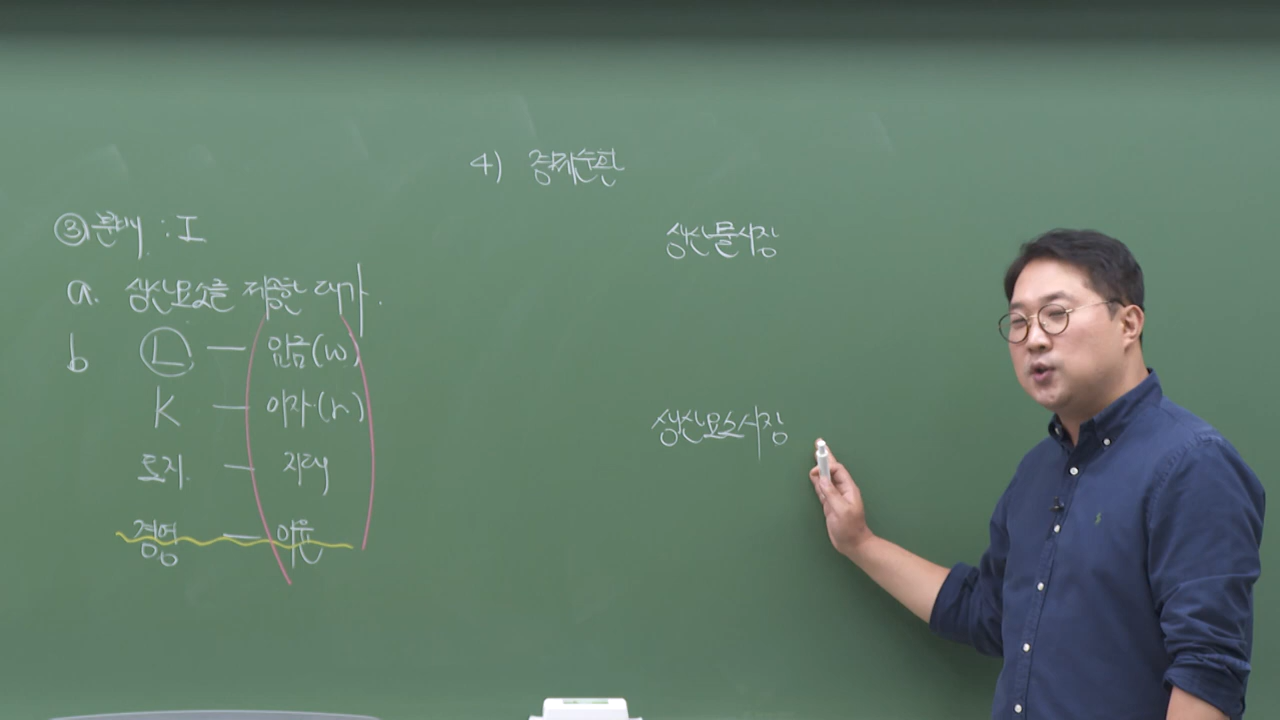 ③ 분배 : I
a. 생산요소를 제공한 대가.
b Ⓛ — 임금(w)
K — 이자(r)
토지 — 지대
경영 — 이윤
4) 경제순환
생산물시장
생산요소시장